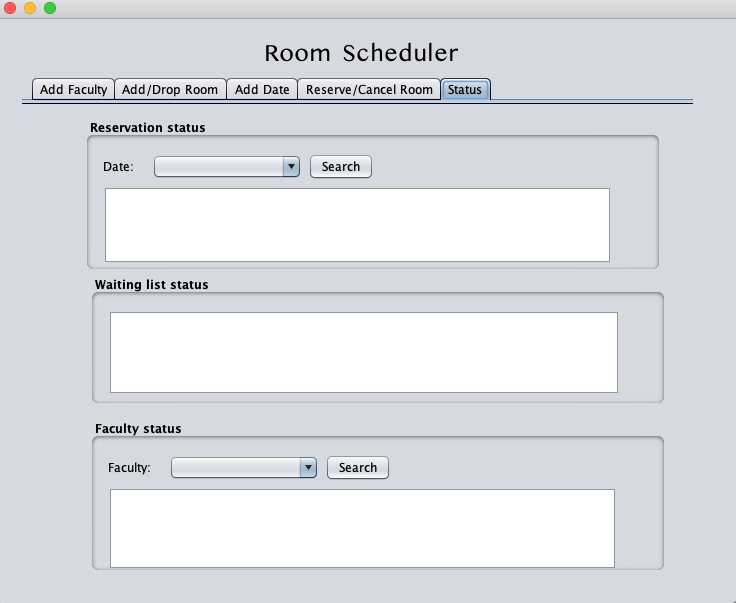 Room Scheduler
Add Faculty Add/Drop Room Add Date Reserve/Cancel Room Status
Reservation status
Date: Search
Waiting list status
Faculty status
Faculty: Search